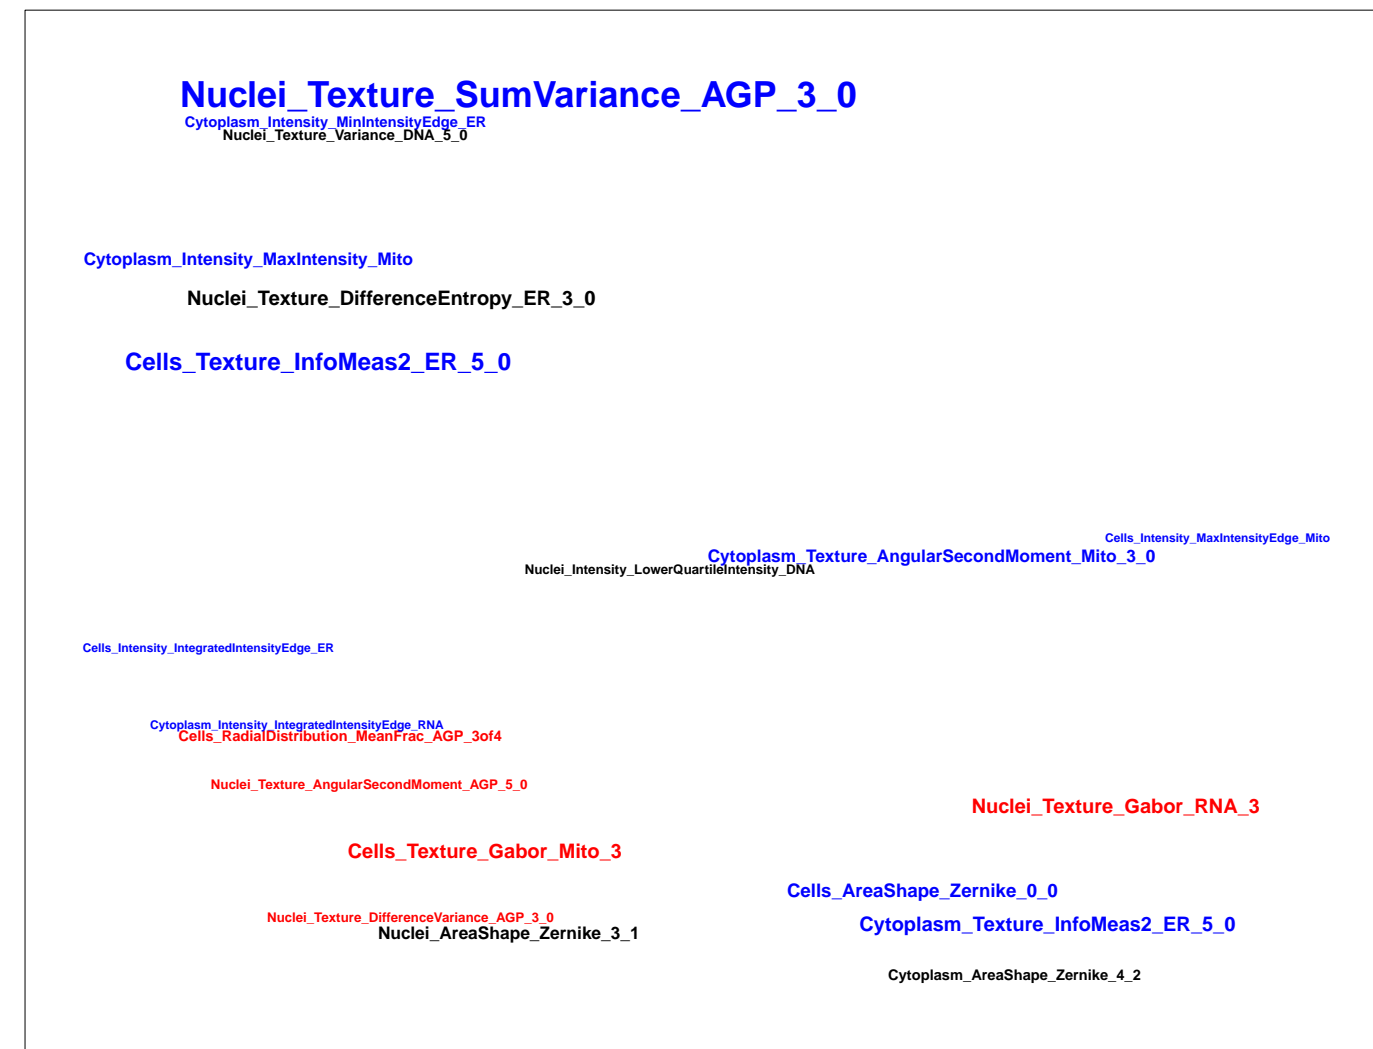 Nuclei_Texture_SumVariance_AGP_3_0
Cytoplasm_Intensity_MinIntensityEdge_ER
Nuclei_Texture_Variance_DNA_5_0
Cytoplasm_Intensity_MaxIntensity_Mito
Nuclei_Texture_DifferenceEntropy_ER_3_0
Cells_Texture_InfoMeas2_ER_5_0
Cells_Intensity_MaxIntensityEdge_Mito
Cytoplasm_Texture_AngularSecondMoment_Mito_3_0
Nuclei_Intensity_LowerQuartileIntensity_DNA
Cells_Intensity_IntegratedIntensityEdge_ER
Cytoplasm_Intensity_IntegratedIntensityEdge_RNA
Cells_RadialDistribution_MeanFrac_AGP_3of4
Nuclei_Texture_AngularSecondMoment_AGP_5_0
Nuclei_Texture_Gabor_RNA_3
Cells_Texture_Gabor_Mito_3
Cells_AreaShape_Zernike_0_0
Nuclei_Texture_DifferenceVariance_AGP_3_0
Cytoplasm_Texture_InfoMeas2_ER_5_0
Nuclei_AreaShape_Zernike_3_1
Cytoplasm_AreaShape_Zernike_4_2